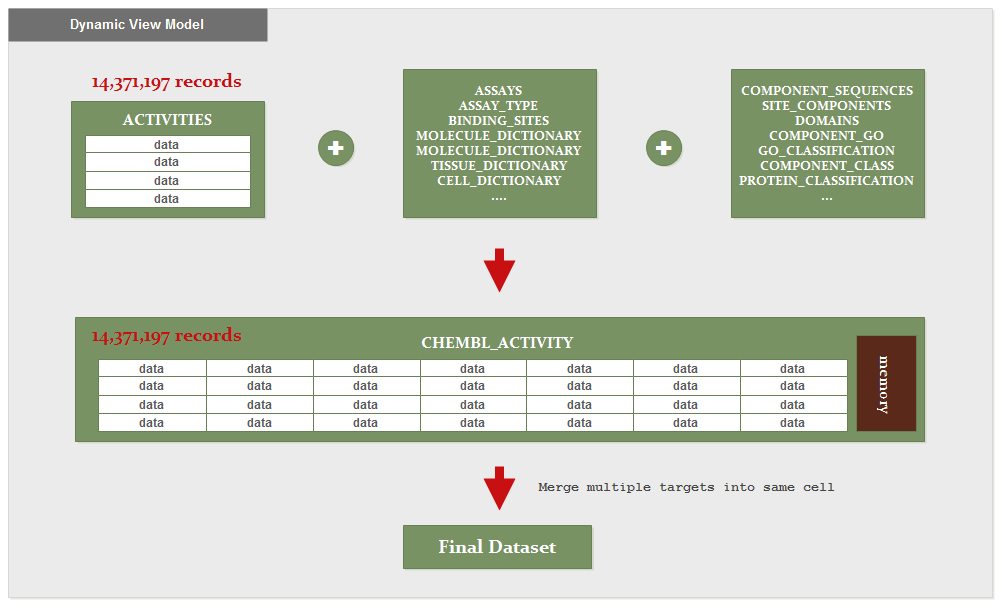 Dynamic View Model
14,371,197 records
ACTIVITIES
data
data
data
data
ASSAYS
ASSAY_TYPE
BINDING_SITES
MOLECULE_DICTIONARY
MOLECULE_DICTIONARY
TISSUE_DICTIONARY
CELL_DICTIONARY
....
COMPONENT_SEQUENCES
SITE_COMPONENTS
DOMAINS
COMPONENT_GO
GO_CLASSIFICATION
COMPONENT_CLASS
PROTEIN_CLASSIFICATION
...
14,371,197 records
CHEMBL_ACTIVITY
data data data data data data data
data data data data data data data
data data data data data data data
data data data data data data data
memory
Merge multiple targets into same cell
Final Dataset